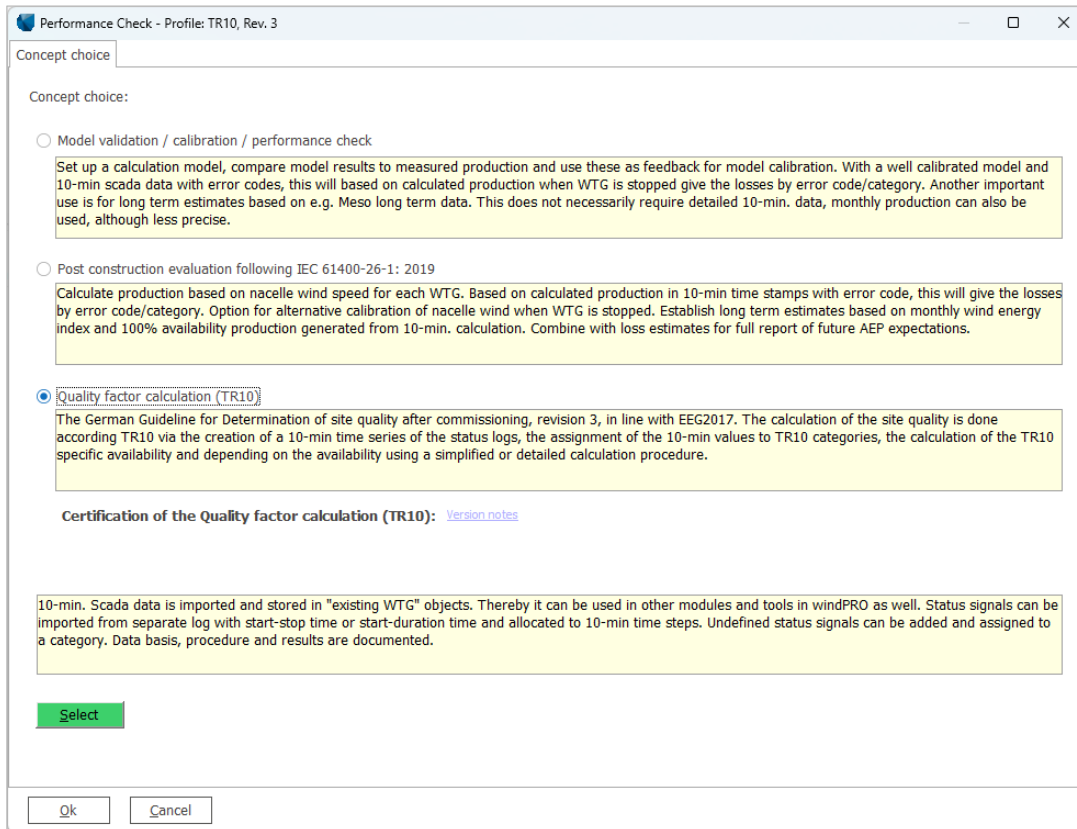 Performance Check - Profile: TR10, Rev. 3
Concept choice
Concept choice:
Model validation / calibration / performance check
Set up a calculation model, compare model results to measured production and use these as feedback for model calibration. With a well calibrated model and
10-min scada data with error codes, this will based on calculated production when WTG is stopped give the losses by error code/category. Another important
use is for long term estimates based on e.g. Meso long term data. This does not necessarily require detailed 10-min. data, monthly production can also be
used, although less precise.
Post construction evaluation following IEC 61400-26-1: 2019
Calculate production based on nacelle wind speed for each WTG. Based on calculated production in 10-min time stamps with error code, this will give the losses
by error code/category. Option for alternative calibration of nacelle wind when WTG is stopped. Establish long term estimates based on monthly wind energy
index and 100% availability production generated from 10-min. calculation. Combine with loss estimates for full report of future AEP expectations.
Quality factor calculation (TR10)
The German Guideline for Determination of site quality after commissioning, revision 3, in line with EEG2017. The calculation of the site quality is done
according TR10 via the creation of a 10-min time series of the status logs, the assignment of the 10-min values to TR10 categories, the calculation of the TR10
specific availability and depending on the availability using a simplified or detailed calculation procedure.
Certification of the Quality factor calculation (TR10): Version notes
10-min. Scada data is imported and stored in "existing WTG" objects. Thereby it can be used in other modules and tools in windPRO as well. Status signals can be
imported from separate log with start-stop time or start-duration time and allocated to 10-min time steps. Undefined status signals can be added and assigned to
a category. Data basis, procedure and results are documented.
Select
Ok Cancel